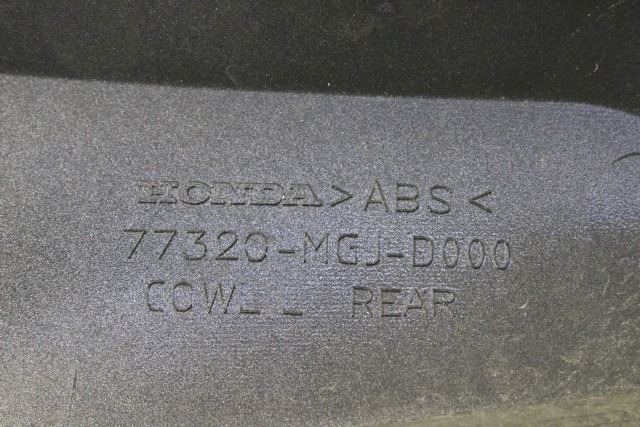 HONDA >ABS<
77320-MGJ-D000
COWL L REAR